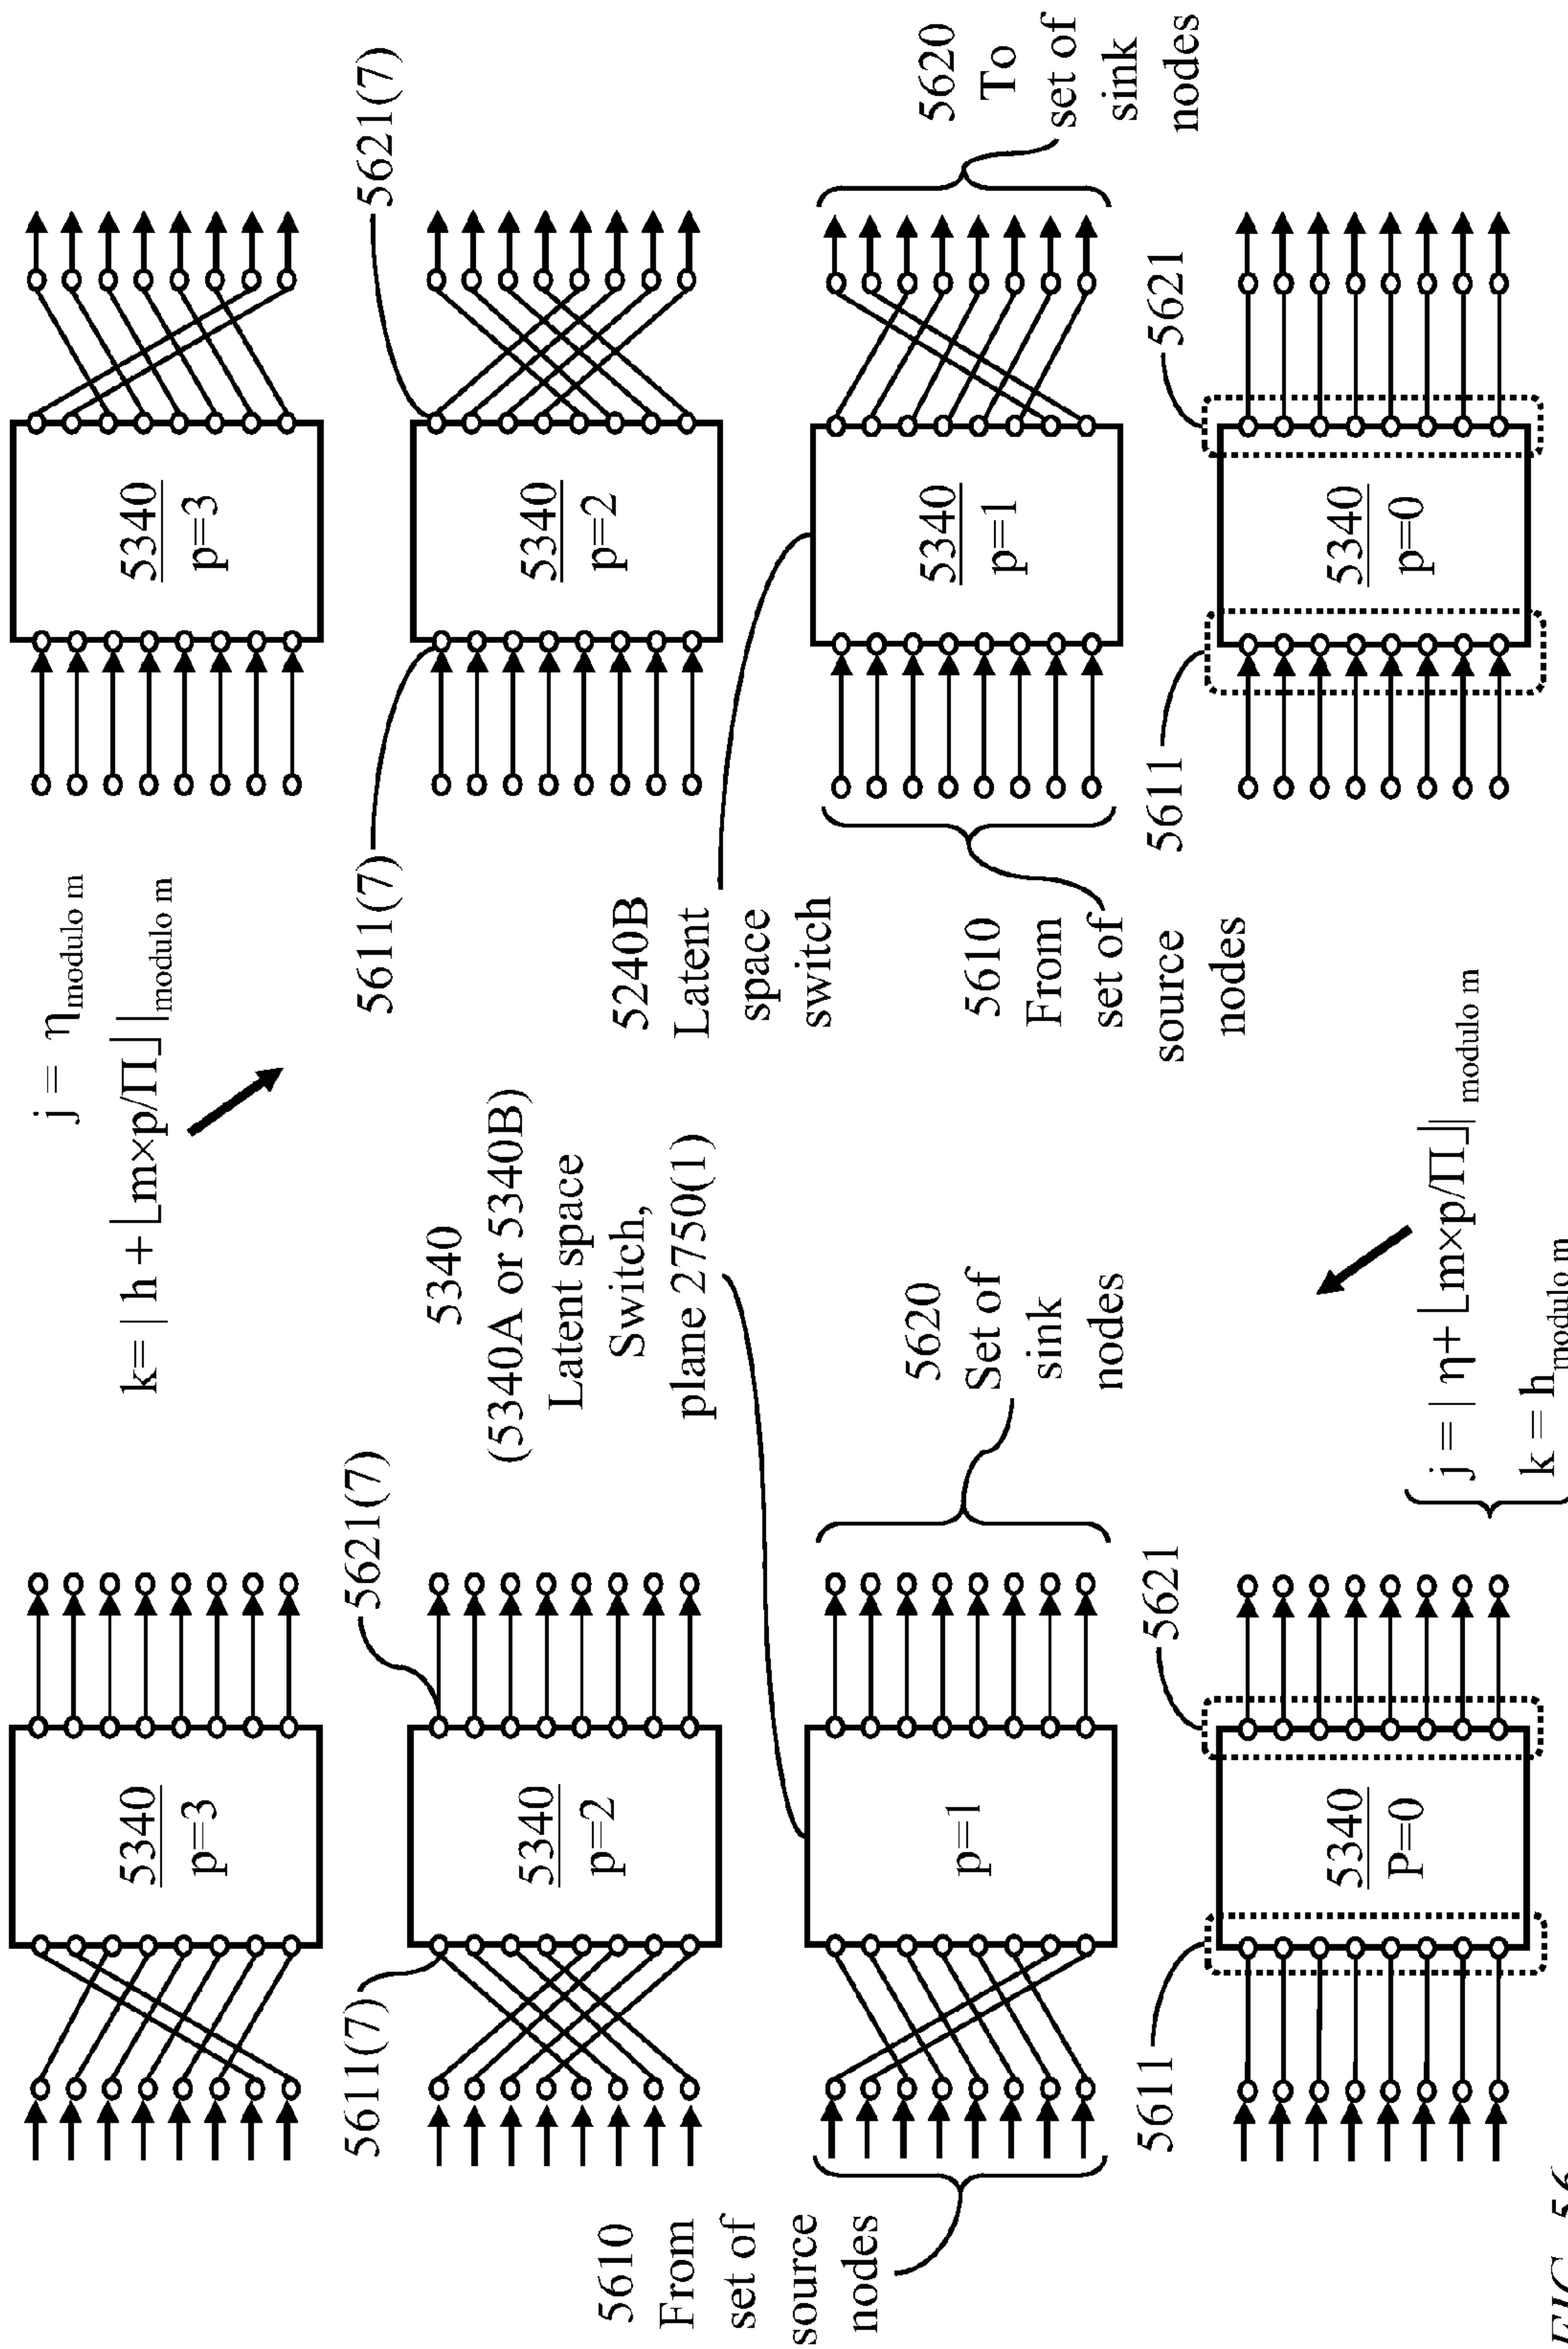 5340
p=3
j = η modulo m
k= | h + ⌊m×p/Π⌋| modulo m
5340
p=3
5611(7)
5621(7)
5611(7)
5621(7)
5340
p=2
5340
(5340A or 5340B)
Latent space
Switch,
plane 2750(1)
5340
p=2
5610
From
set of
source
nodes
5240B
Latent
space
switch
p=1
5620
Set of
sink
nodes
5610
From
set of
source
nodes
5340
p=1
5620
To
set of
sink
nodes
5611
5621
5611
5621
5340
P=0
5340
p=0
j = | η+ ⌊m×p/Π⌋| modulo m
k = h modulo m
FIG. 56